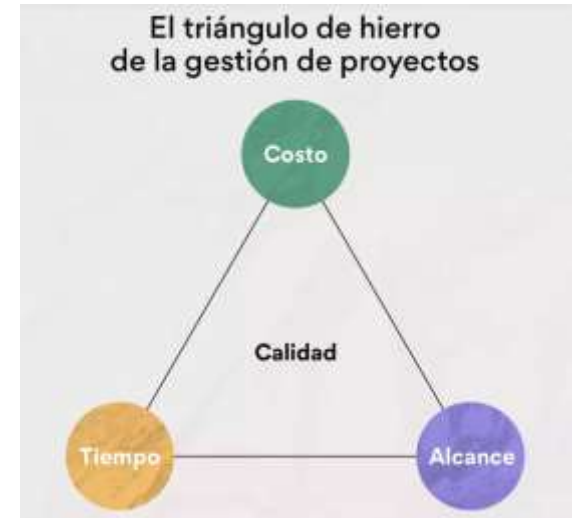 El triángulo de hierro
de la gestión de proyectos
Costo
Calidad
Tiempo
Alcance